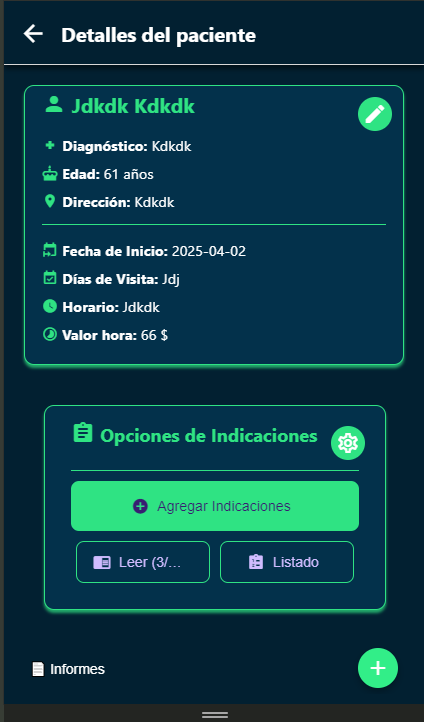 Detalles del paciente
Jdkdk Kdkdk
Diagnóstico: Kdkdk
Edad: 61 años
Dirección: Kdkdk
Fecha de Inicio: 2025-04-02
Días de Visita: Jdj
Horario: Jdkdk
Valor hora: 66 $
Opciones de Indicaciones
Agregar Indicaciones
Leer (3/...
Listado
Informes